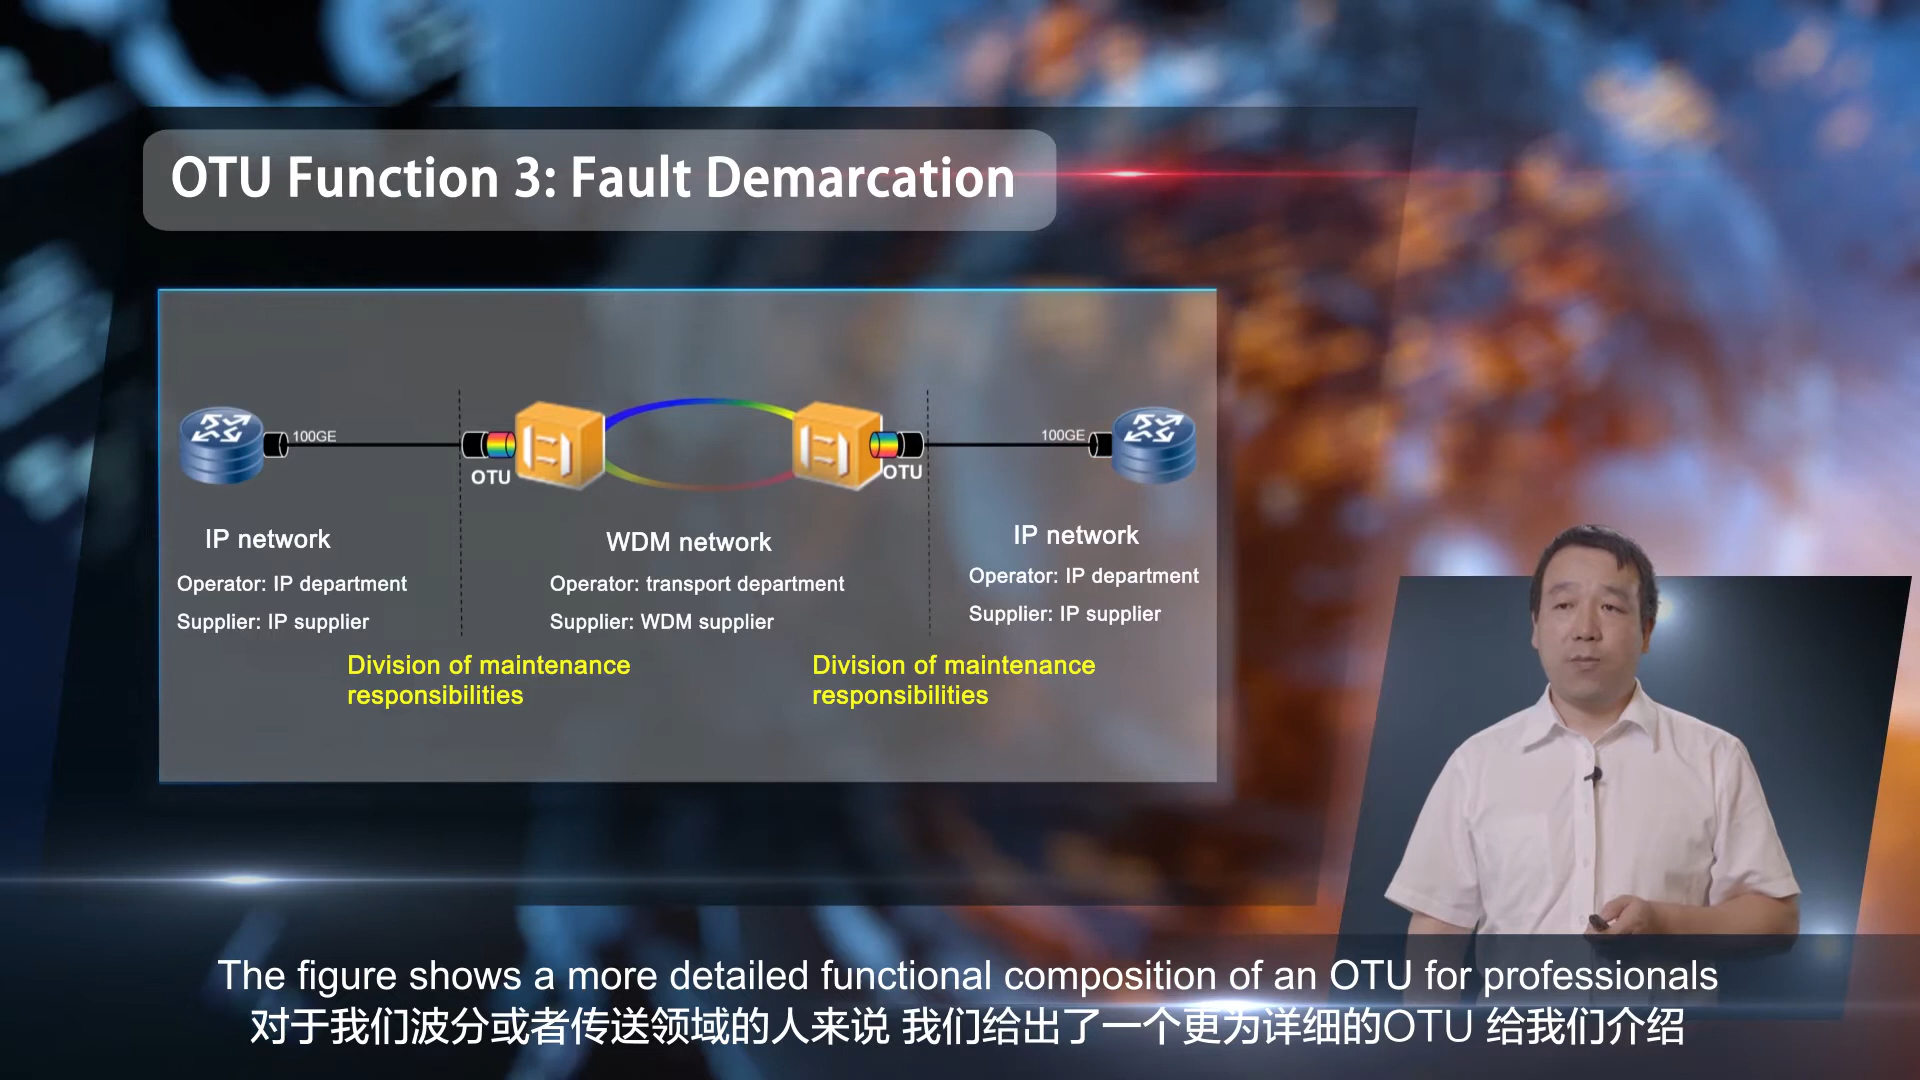 OTU Function 3: Fault Demarcation
100GE
OTU
OTU
100GE
IP network
Operator: IP department
Supplier: IP supplier
WDM network
Operator: transport department
Supplier: WDM supplier
IP network
Operator: IP department
Supplier: IP supplier
Division of maintenance
responsibilities
Division of maintenance
responsibilities
The figure shows a more detailed functional composition of an OTU for professionals
对于我们波分或者传送领域的人来说 我们给出了一个更为详细的OTU 给我们介绍